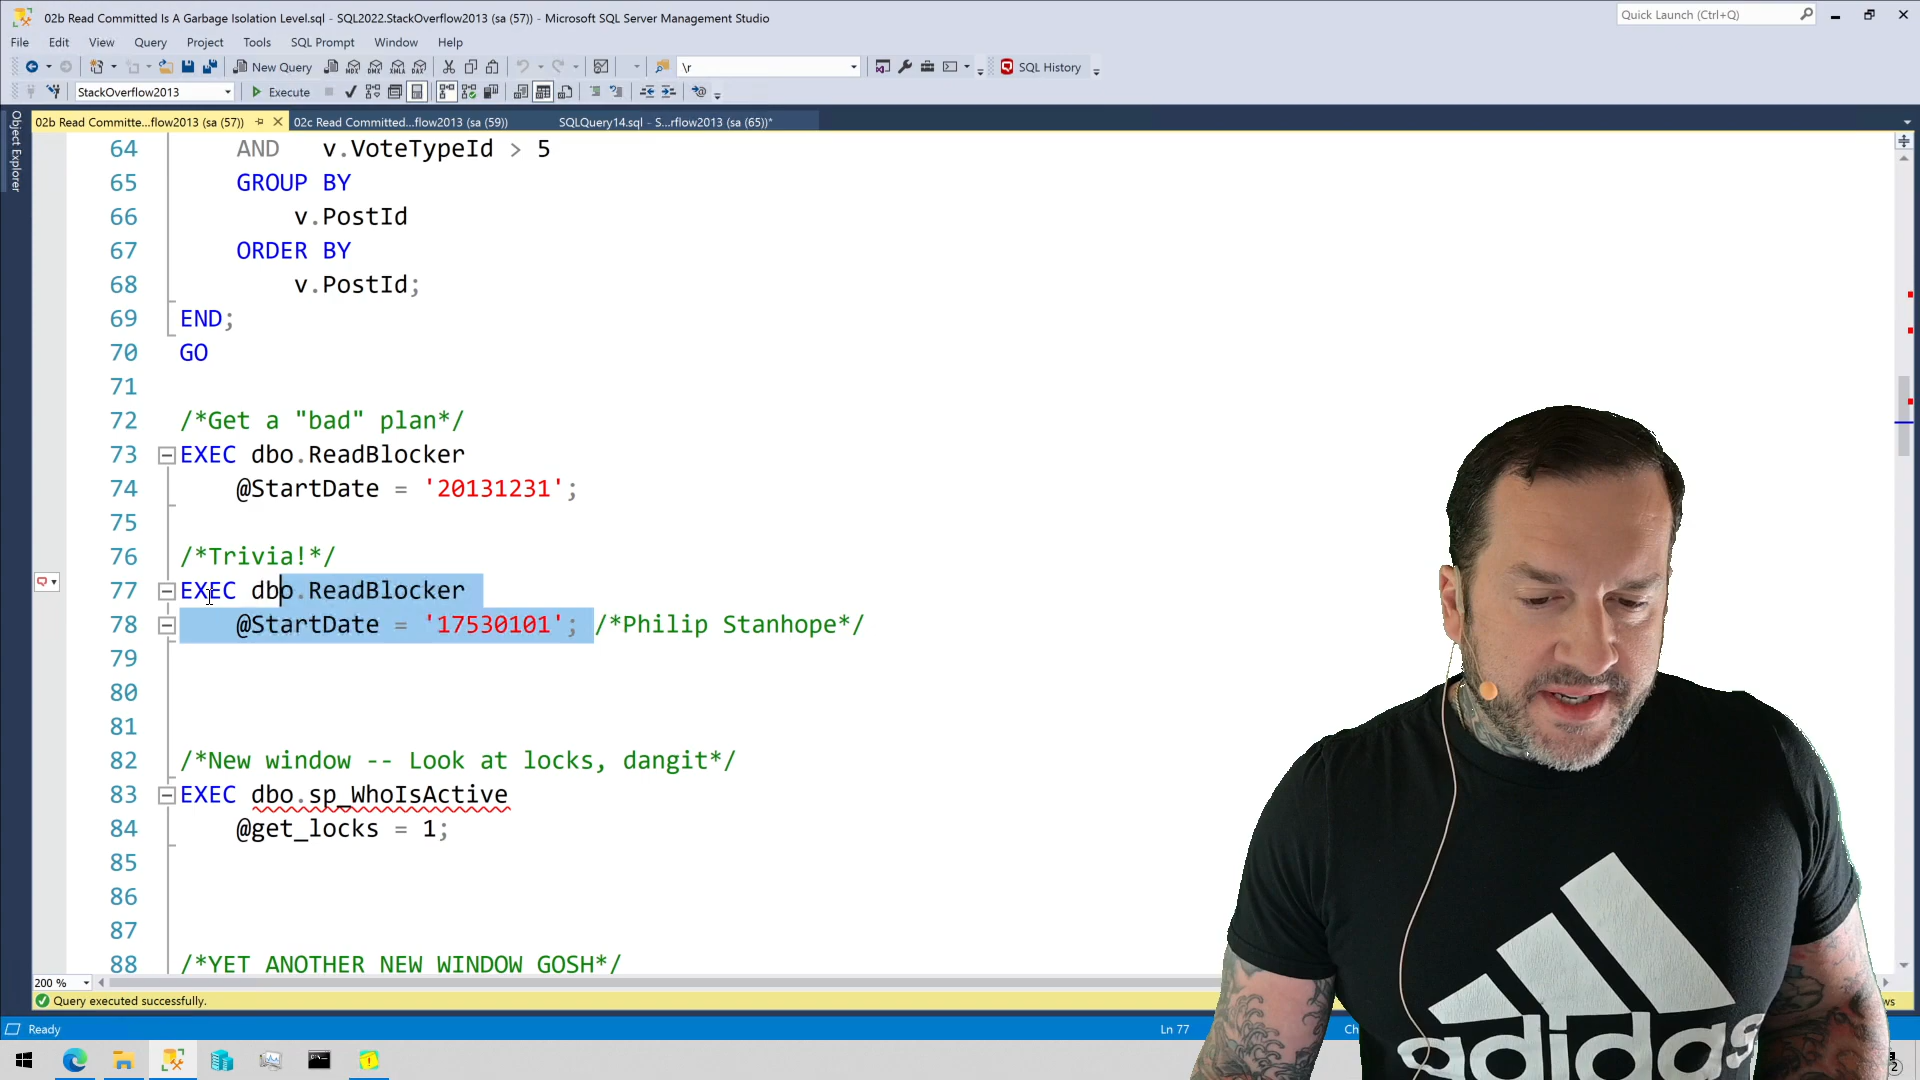 02b Read Committed Is A Garbage Isolation Level.sql - SQL2022.StackOverflow2013 (sa (57)) - Microsoft SQL Server Management Studio
Quick Launch (Ctrl+Q)
File Edit View Query Project Tools SQL Prompt Window Help
New Query
MDX DMX XMLA DAX
\r
SQL History
StackOverflow2013
Execute
Object Explorer
02b Read Committe...flow2013 (sa (57))
02c Read Committed...flow2013 (sa (59))
SQLQuery14.sql - S...rflow2013 (sa (65))*
64 AND v.VoteTypeId > 5
65 GROUP BY
66 v.PostId
67 ORDER BY
68 v.PostId;
69 END;
70 GO
71
72 /*Get a "bad" plan*/
73 EXEC dbo.ReadBlocker
74 @StartDate = '20131231';
75
76 /*Trivia!*/
77 EXEC dbo.ReadBlocker
78 @StartDate = '17530101'; /*Philip Stanhope*/
79
80
81
82 /*New window -- Look at locks, dangit*/
83 EXEC dbo.sp_WhoIsActive
84 @get_locks = 1;
85
86
87
88 /*YET ANOTHER NEW WINDOW GOSH*/
200 %
Query executed successfully.
Ready
Ln 77
adidas